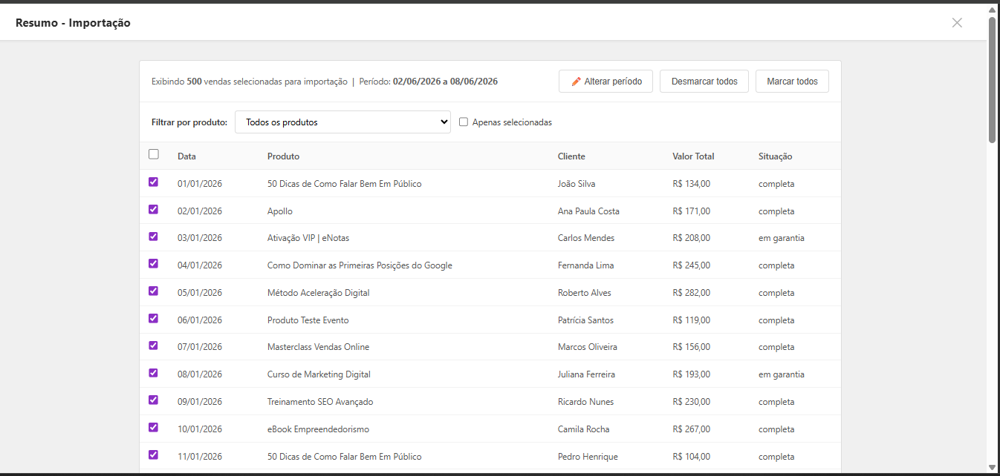 Resumo - Importação
Exibindo 500 vendas selecionadas para importação | Período: 02/06/2026 a 08/06/2026 Alterar período Desmarcar todos Marcar todos
Filtrar por produto: Todos os produtos Apenas selecionadas
Data Produto Cliente Valor Total Situação
01/01/2026 50 Dicas de Como Falar Bem Em Público João Silva R$ 134,00 completa
02/01/2026 Apollo Ana Paula Costa R$ 171,00 completa
03/01/2026 Ativação VIP | eNotas Carlos Mendes R$ 208,00 em garantia
04/01/2026 Como Dominar as Primeiras Posições do Google Fernanda Lima R$ 245,00 completa
05/01/2026 Método Aceleração Digital Roberto Alves R$ 282,00 completa
06/01/2026 Produto Teste Evento Patrícia Santos R$ 119,00 completa
07/01/2026 Masterclass Vendas Online Marcos Oliveira R$ 156,00 completa
08/01/2026 Curso de Marketing Digital Juliana Ferreira R$ 193,00 em garantia
09/01/2026 Treinamento SEO Avançado Ricardo Nunes R$ 230,00 completa
10/01/2026 eBook Empreendedorismo Camila Rocha R$ 267,00 completa
11/01/2026 50 Dicas de Como Falar Bem Em Público Pedro Henrique R$ 104,00 completa